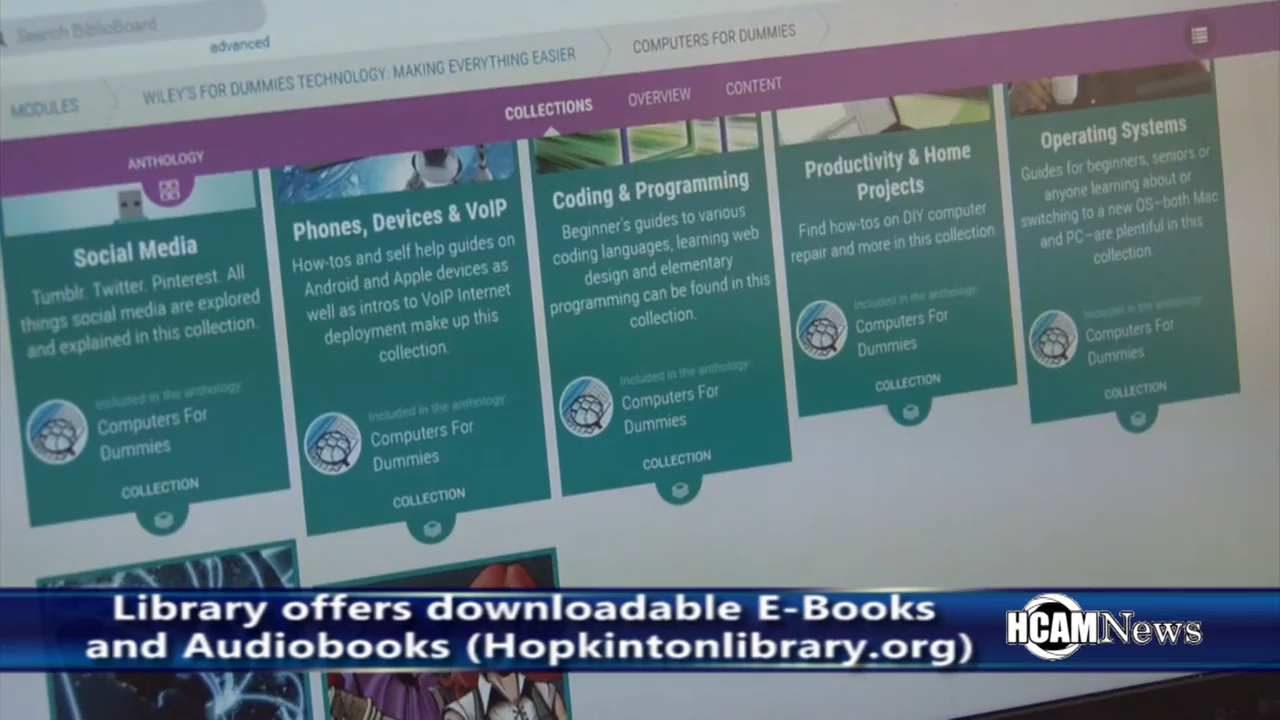 Search BiblioBoard
advanced
MODULES
WILEY'S FOR DUMMIES TECHNOLOGY: MAKING EVERYTHING EASIER
COMPUTERS FOR DUMMIES
ANTHOLOGY
COLLECTIONS
OVERVIEW
CONTENT
Social Media
Tumblr. Twitter. Pinterest. All
things social media are explored
and explained in this collection.
Included in the anthology:
Computers For
Dummies
COLLECTION
Phones, Devices & VoIP
How-tos and self help guides on
Android and Apple devices as
well as intros to VoIP Internet
deployment make up this
collection.
Included in the anthology:
Computers For
Dummies
COLLECTION
Coding & Programming
Beginner's guides to various
coding languages, learning web
design and elementary
programming can be found in this
collection.
Included in the anthology:
Computers For
Dummies
COLLECTION
Productivity & Home
Projects
Find how-tos on DIY computer
repair and more in this collection.
Included in the anthology:
Computers For
Dummies
COLLECTION
Operating Systems
Guides for beginners, seniors or
anyone learning about or
switching to a new OS—both Mac
and PC—are plentiful in this
collection.
Included in the anthology:
Computers For
Dummies
COLLECTION
Library offers downloadable E-Books
and Audiobooks (Hopkintonlibrary.org)
HCAMNews